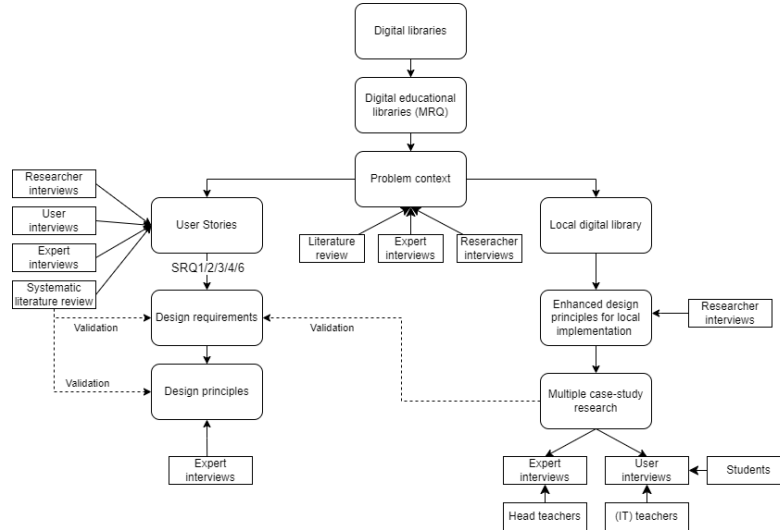 Digital libraries
Digital educational
libraries (MRQ)
Problem context
Researcher
interviews
User
interviews
Expert
interviews
Systematic
literature review
User Stories
Literature
review
Expert
interviews
Reseracher
interviews
Local digital library
SRQ1/2/3/4/6
Validation
Design requirements
Validation
Enhanced design
principles for local
implementation
Researcher
interviews
Validation
Design principles
Multiple case-study
research
Expert
interviews
Expert
interviews
User
interviews
Students
Head teachers
(IT) teachers